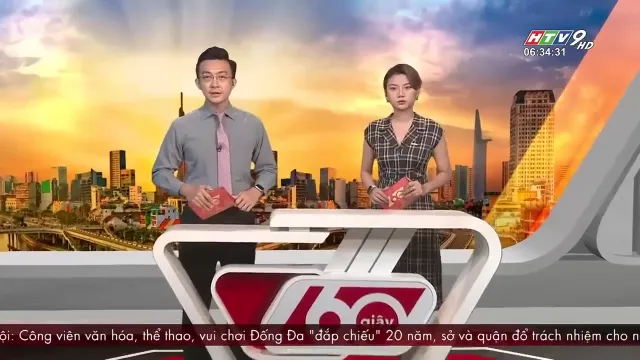 HTV9 HD
06:34:31
60 giây
ội: Công viên văn hóa, thể thao, vui chơi Đống Đa "đắp chiếu" 20 năm, sở và quận đổ trách nhiệm cho n